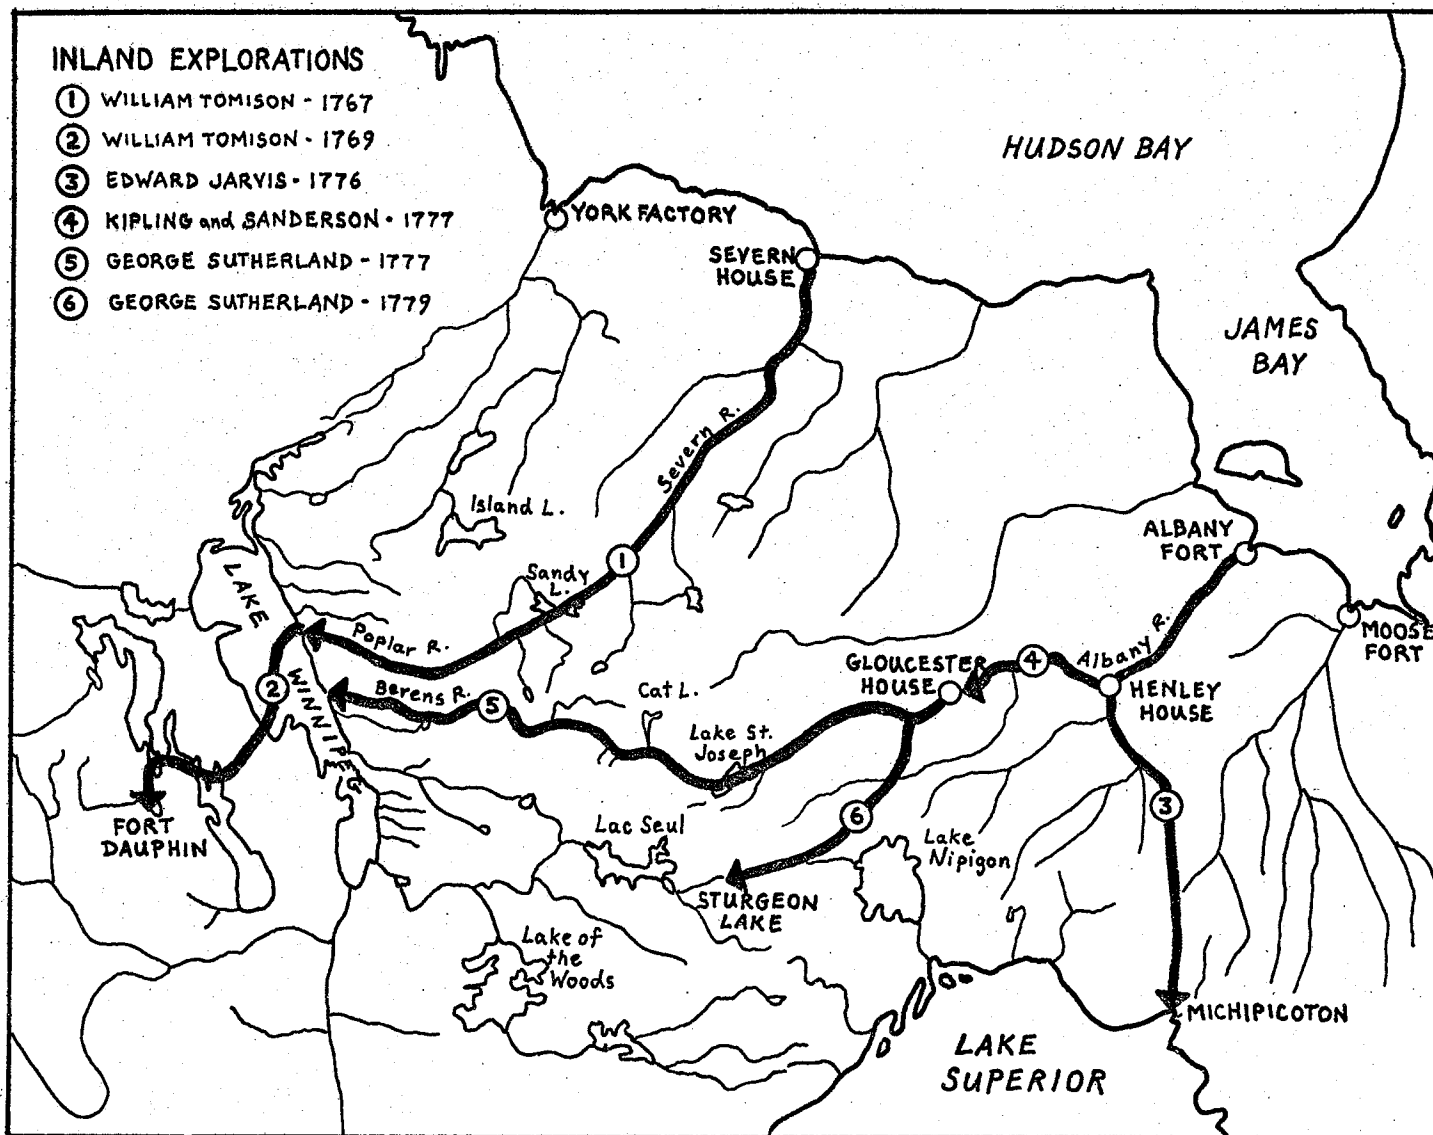 INLAND EXPLORATIONS
1 WILLIAM TOMISON - 1767
2 WILLIAM TOMISON - 1769
3 EDWARD JARVIS - 1776
4 KIPLING and SANDERSON - 1777
5 GEORGE SUTHERLAND - 1777
6 GEORGE SUTHERLAND - 1779
HUDSON BAY
YORK FACTORY
SEVERN
HOUSE
JAMES
BAY
Severn R.
Island L.
ALBANY
FORT
1
Sandy
L.
LAKE
WINNIPEG
Poplar R.
MOOSE
FORT
Albany R.
4
GLOUCESTER
HOUSE
2
Berens R.
5
Cat L.
HENLEY
HOUSE
Lake St.
Joseph
3
6
FORT
DAUPHIN
Lac Seul
Lake
Nipigon
STURGEON
LAKE
Lake of
the
Woods
MICHIPICOTON
LAKE
SUPERIOR